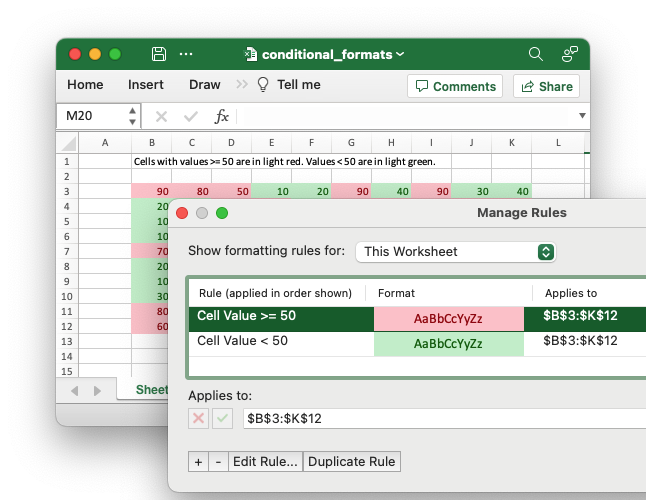 conditional_formats
Home Insert Draw Tell me Comments Share
M20 fx
A B C D E F G H I J K L
1 Cells with values >= 50 are in light red. Values < 50 are in light green.
2
3 90 80 50 10 20 90 40 90 30 40
4 20
5 10
6 10
7 70
8 20
9 10
10 30
11 80
12 60
13
14
15
Sheet
Manage Rules
Show formatting rules for: This Worksheet
Rule (applied in order shown) Format Applies to
Cell Value >= 50 AaBbCcYyZz $B$3:$K$12
Cell Value < 50 AaBbCcYyZz $B$3:$K$12
Applies to:
$B$3:$K$12
+ - Edit Rule... Duplicate Rule